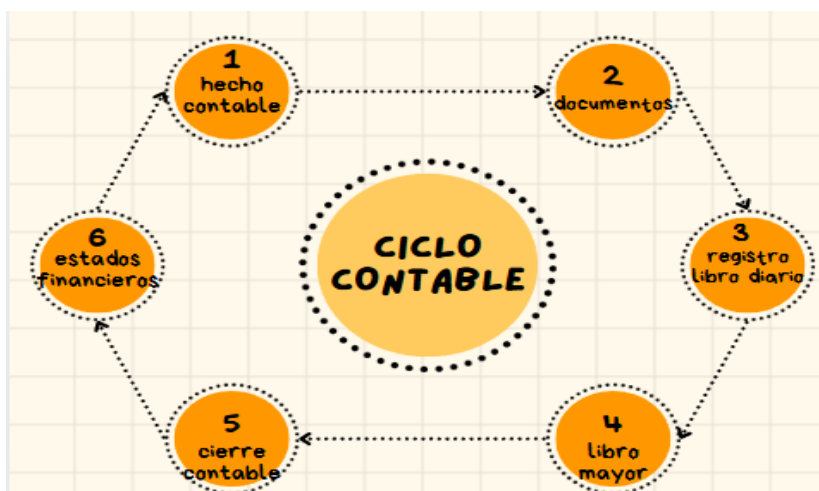 1
hecho
contable
2
documentos
3
registro
libro diario
CICLO
CONTABLE
4
libro
mayor
5
cierre
contable
6
estados
financieros